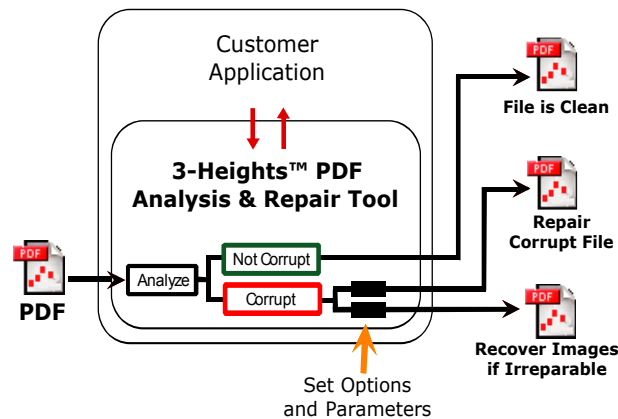 Customer
Application
3-Heights™ PDF
Analysis & Repair Tool
PDF
PDF
Analyze
Not Corrupt
Corrupt
PDF
File is Clean
PDF
Repair
Corrupt File
PDF
Recover Images
if Irreparable
Set Options
and Parameters